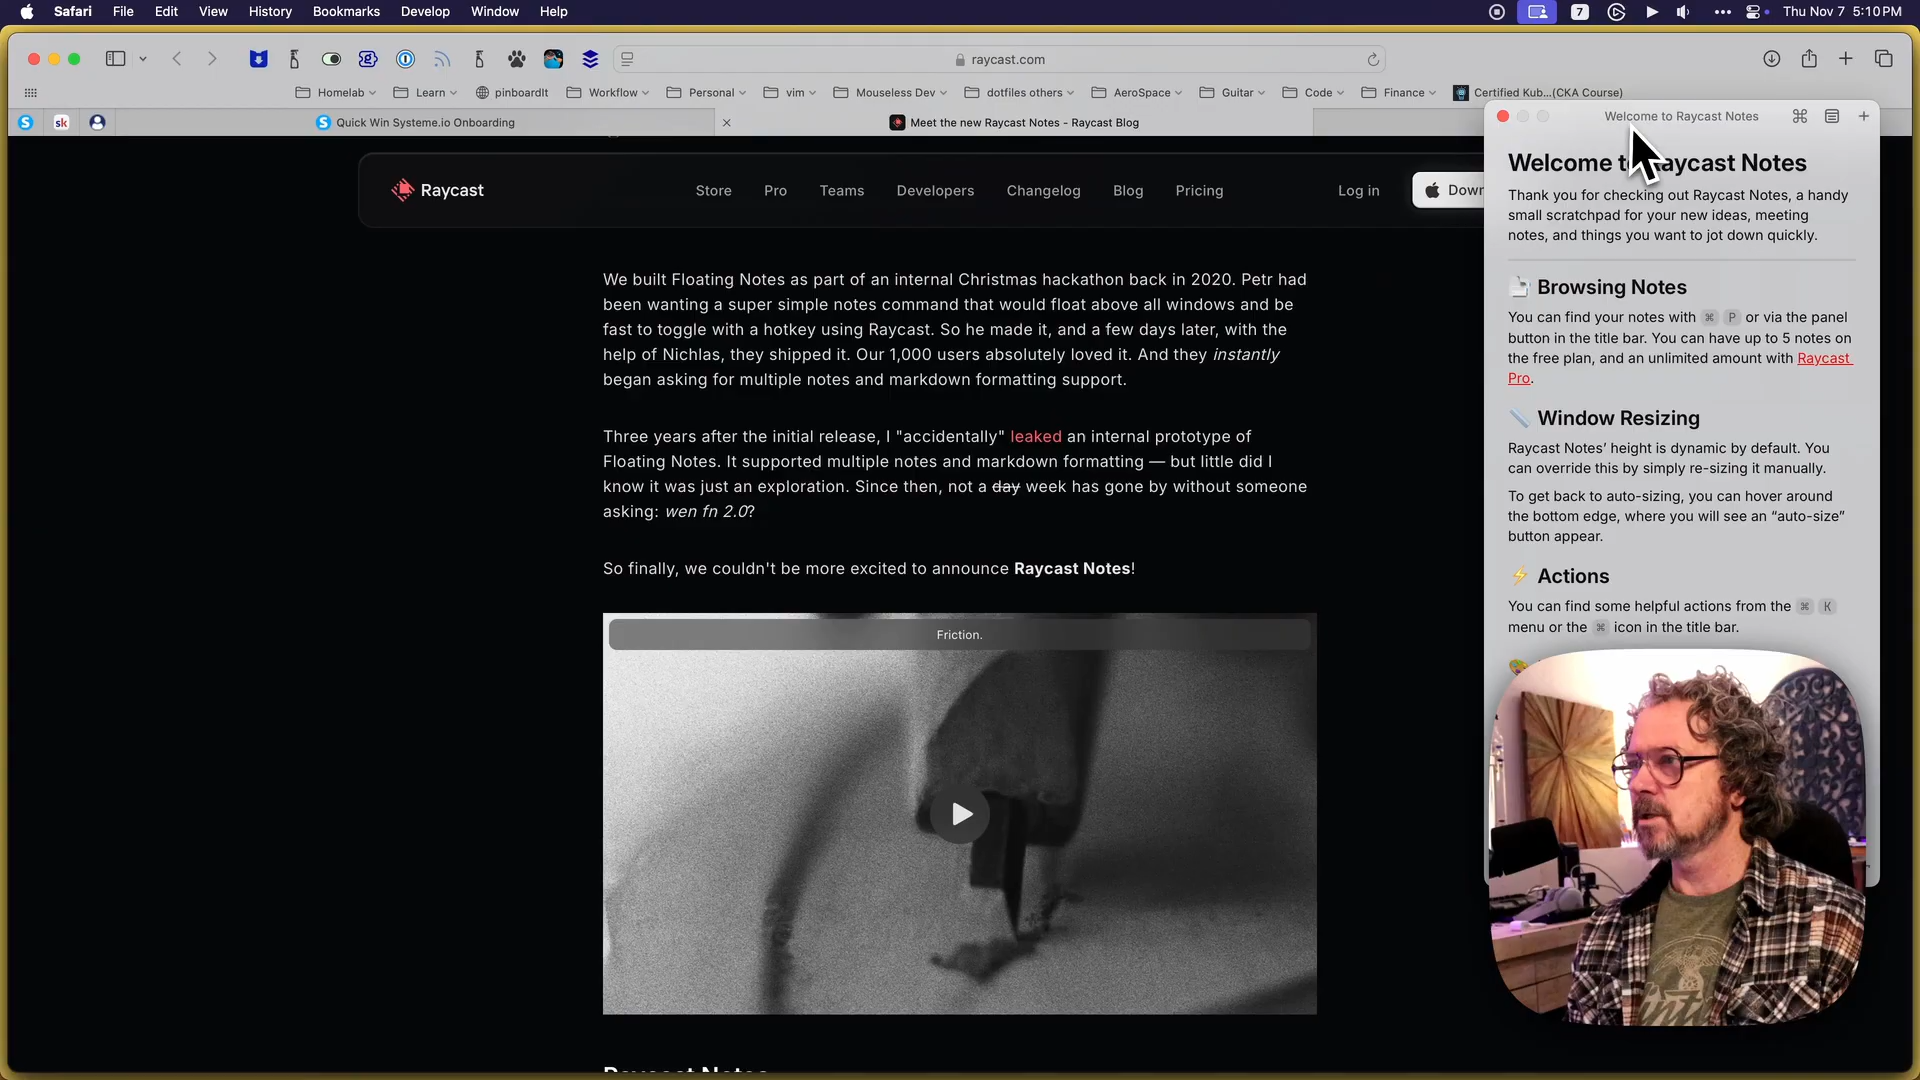 Safari File Edit View History Bookmarks Develop Window Help
7
Thu Nov 7 5:10 PM
raycast.com
Homelab Learn pinboardIt Workflow Personal vim Mouseless Dev dotfiles others AeroSpace Guitar Code Finance Certified Kub...(CKA Course)
S sk S Quick Win Systeme.io Onboarding
Meet the new Raycast Notes - Raycast Blog
Raycast
Store Pro Teams Developers Changelog Blog Pricing Log in
We built Floating Notes as part of an internal Christmas hackathon back in 2020. Petr had
been wanting a super simple notes command that would float above all windows and be
fast to toggle with a hotkey using Raycast. So he made it, and a few days later, with the
help of Nichlas, they shipped it. Our 1,000 users absolutely loved it. And they instantly
began asking for multiple notes and markdown formatting support.
Three years after the initial release, I "accidentally" leaked an internal prototype of
Floating Notes. It supported multiple notes and markdown formatting — but little did I
know it was just an exploration. Since then, not a day week has gone by without someone
asking: wen fn 2.0?
So finally, we couldn't be more excited to announce Raycast Notes!
Friction.
Raycast Notes
Welcome to Raycast Notes
Welcome to Raycast Notes
Thank you for checking out Raycast Notes, a handy
small scratchpad for your new ideas, meeting
notes, and things you want to jot down quickly.
Browsing Notes
You can find your notes with ⌘ P or via the panel
button in the title bar. You can have up to 5 notes on
the free plan, and an unlimited amount with Raycast
Pro.
Window Resizing
Raycast Notes’ height is dynamic by default. You
can override this by simply re-sizing it manually.
To get back to auto-sizing, you can hover around
the bottom edge, where you will see an “auto-size”
button appear.
Actions
You can find some helpful actions from the ⌘ K
menu or the ⌘ icon in the title bar.